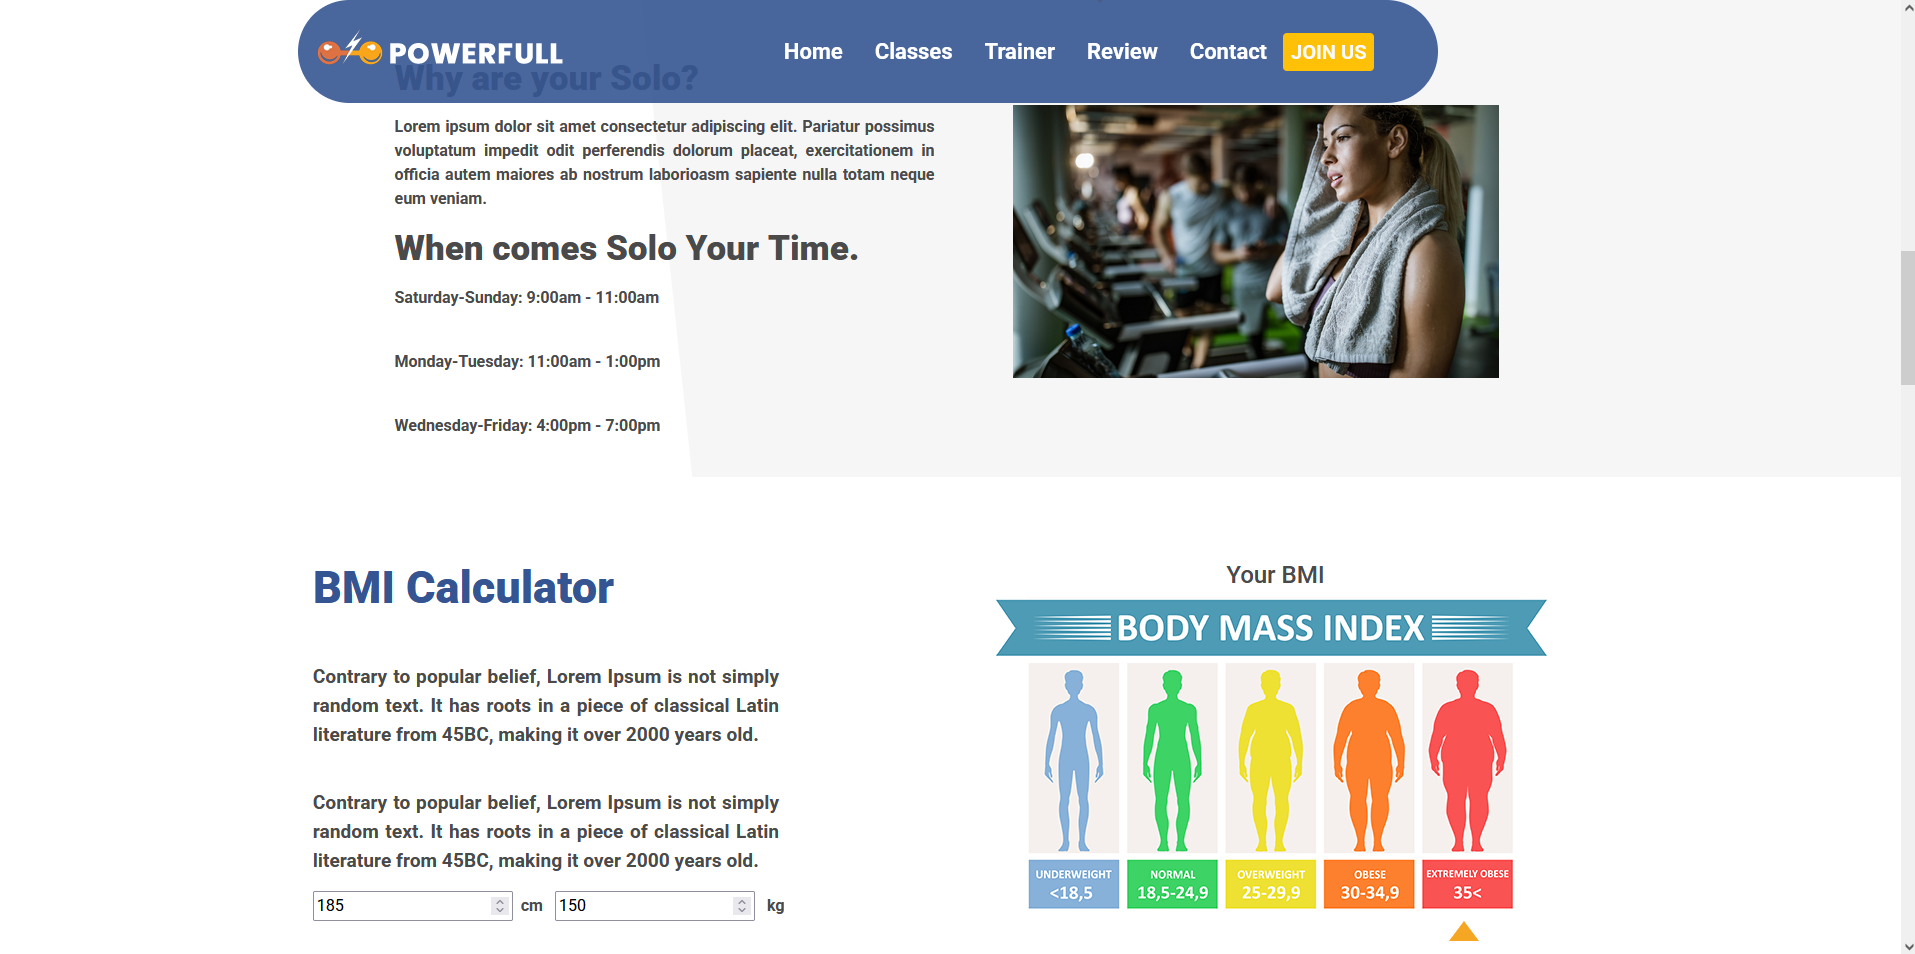 POWERFULL
Home Classes Trainer Review Contact JOIN US
Why are your Solo?
Lorem ipsum dolor sit amet consectetur adipiscing elit. Pariatur possimus
voluptatum impedit odit perferendis dolorum placeat, exercitationem in
officia autem maiores ab nostrum laborioasm sapiente nulla totam neque
eum veniam.
When comes Solo Your Time.
Saturday-Sunday: 9:00am - 11:00am
Monday-Tuesday: 11:00am - 1:00pm
Wednesday-Friday: 4:00pm - 7:00pm
BMI Calculator
Contrary to popular belief, Lorem Ipsum is not simply
random text. It has roots in a piece of classical Latin
literature from 45BC, making it over 2000 years old.
Contrary to popular belief, Lorem Ipsum is not simply
random text. It has roots in a piece of classical Latin
literature from 45BC, making it over 2000 years old.
185 cm 150 kg
Your BMI
BODY MASS INDEX
UNDERWEIGHT NORMAL OVERWEIGHT OBESE EXTREMELY OBESE
<18,5 18,5-24,9 25-29,9 30-34,9 35<